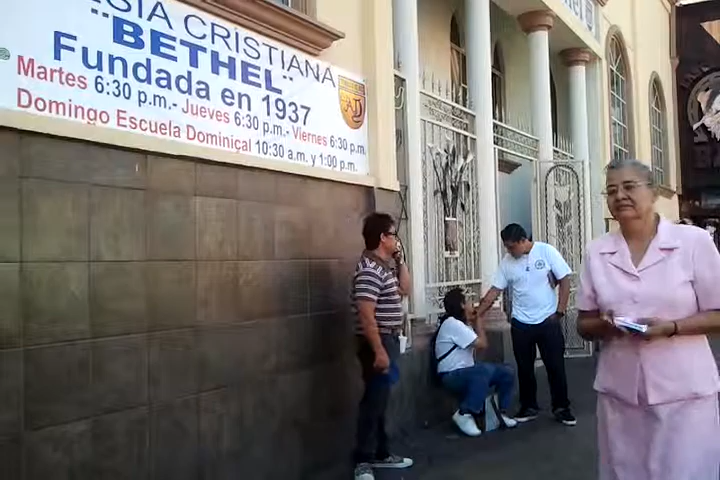 SIA CRISTIANA
"BETHEL"
Fundada en 1937
Martes 6:30 p.m.-Jueves 6:30 p.m.-Viernes 6:30 p.m.
Domingo Escuela Dominical 10:30 a.m. y 1:00 p.m.